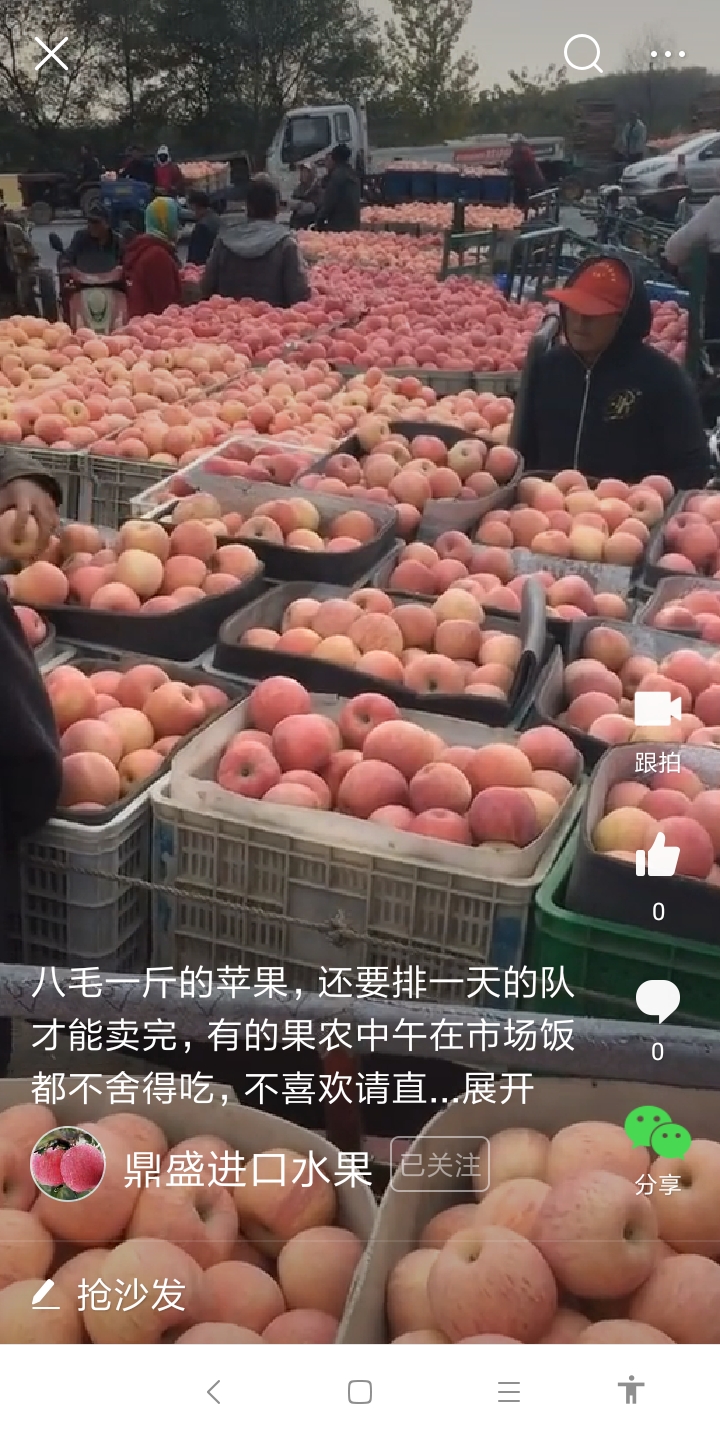 跟拍
0
0
八毛一斤的苹果，还要排一天的队
才能卖完，有的果农中午在市场饭
都不舍得吃，不喜欢请直...展开
鼎盛进口水果 已关注
分享
抢沙发